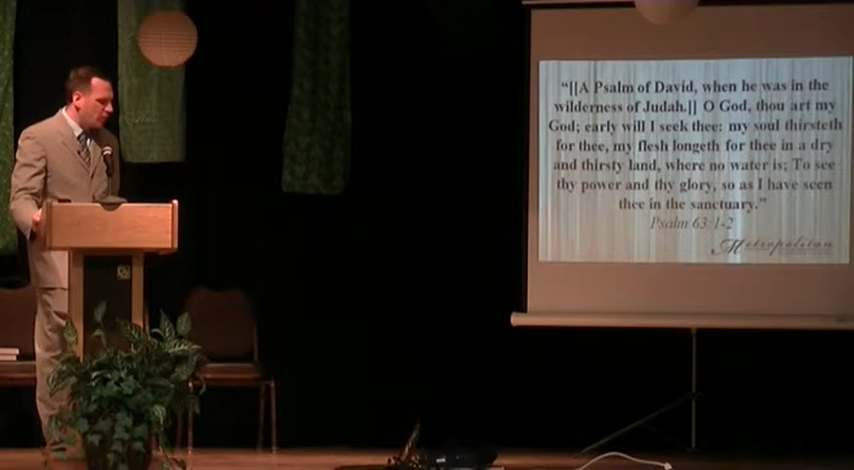 “[[A Psalm of David, when he was in the
wilderness of Judah.]] O God, thou art my
God; early will I seek thee: my soul thirsteth
for thee, my flesh longeth for thee in a dry
and thirsty land, where no water is; To see
thy power and thy glory, so as I have seen
thee in the sanctuary.”
Psalm 63:1-2
Metropolitan